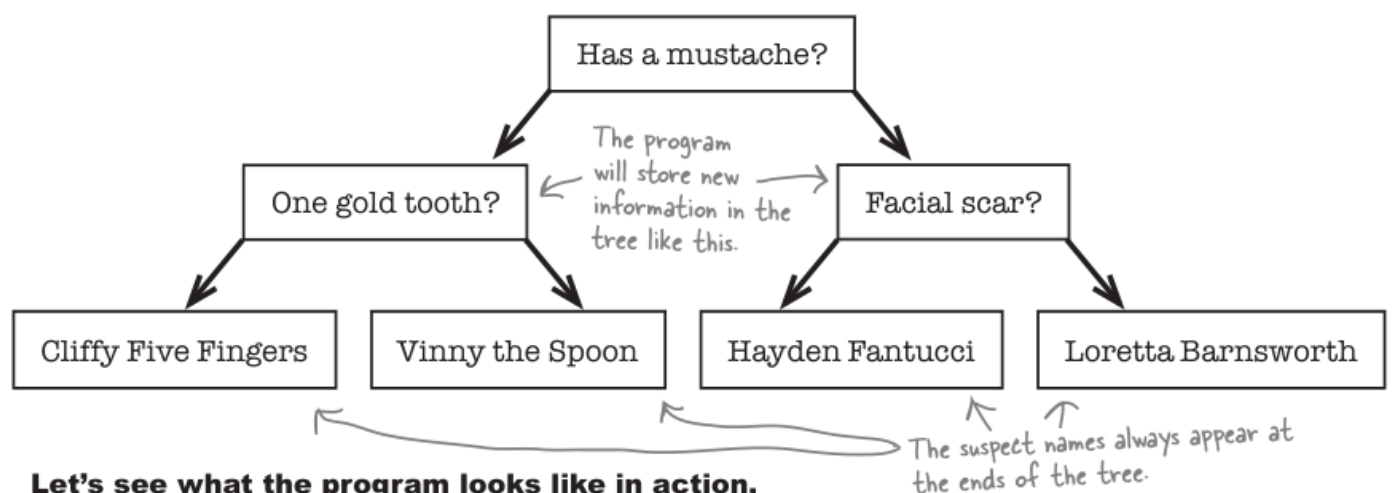 Has a mustache?
The program
will store new
information in the
tree like this.
One gold tooth?
Facial scar?
Cliffy Five Fingers
Vinny the Spoon
Hayden Fantucci
Loretta Barnsworth
The suspect names always appear at
the ends of the tree.
Let's see what the program looks like in action.